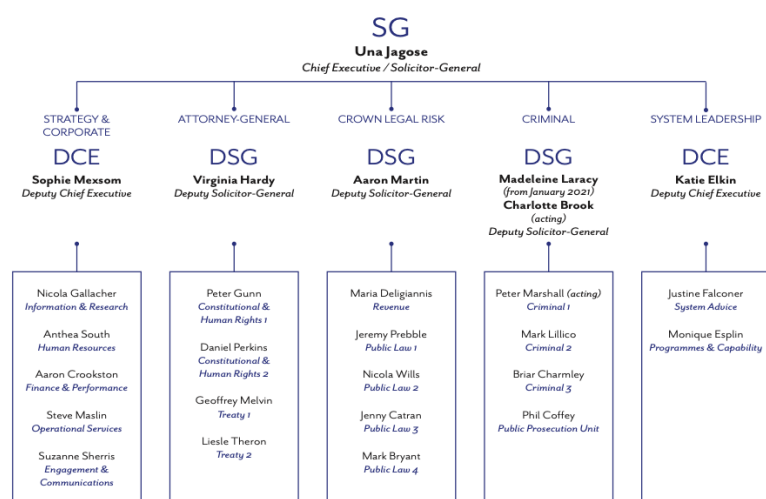 SG
Una Jagose
Chief Executive / Solicitor-General
STRATEGY &
CORPORATE
DCE
Sophie Mexsom
Deputy Chief Executive
Nicola Gallacher
Information & Research
Anthea South
Human Resources
Aaron Crookston
Finance & Performance
Steve Maslin
Operational Services
Suzanne Sherris
Engagement &
Communications
ATTORNEY-GENERAL
DSG
Virginia Hardy
Deputy Solicitor-General
Peter Gunn
Constitutional &
Human Rights 1
Daniel Perkins
Constitutional &
Human Rights 2
Geoffrey Melvin
Treaty 1
Liesle Theron
Treaty 2
CROWN LEGAL RISK
DSG
Aaron Martin
Deputy Solicitor-General
Maria Deligiannis
Revenue
Jeremy Prebble
Public Law 1
Nicola Wills
Public Law 2
Jenny Catran
Public Law 3
Mark Bryant
Public Law 4
CRIMINAL
DSG
Madeleine Laracy
(from January 2021)
Charlotte Brook
(acting)
Deputy Solicitor-General
Peter Marshall (acting)
Criminal 1
Mark Lillico
Criminal 2
Briar Charmley
Criminal 3
Phil Coffey
Public Prosecution Unit
SYSTEM LEADERSHIP
DCE
Katie Elkin
Deputy Chief Executive
Justine Falconer
System Advice
Monique Esplin
Programmes & Capability